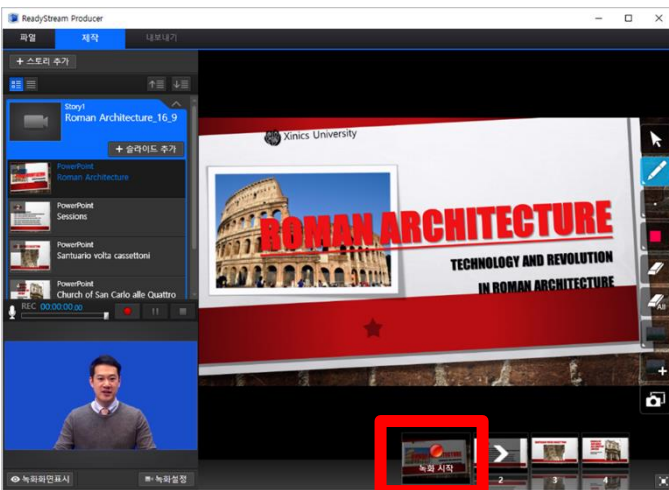 ReadyStream Producer
파일 제작 내보내기
+ 스토리 추가
Story1
Roman Architecture_16_9
+ 슬라이드 추가
PowerPoint
Roman Architecture
PowerPoint
Sessions
PowerPoint
Santuario volta cassettoni
PowerPoint
Church of San Carlo alle Quattro
REC 00:00:00.00
녹화화면표시 녹화설정
Xinics University
ROMAN ARCHITECTURE
TECHNOLOGY AND REVOLUTION
IN ROMAN ARCHITECTURE
All
녹화 시작
2 3 4